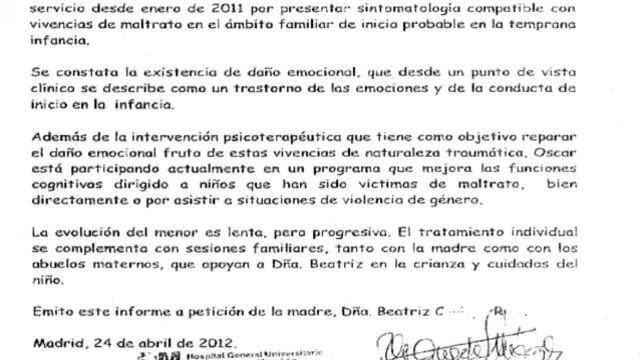 servicio desde enero de 2011 por presentar sintomatología compatible con
vivencias de maltrato en el ámbito familiar de inicio probable en la temprana
infancia.
Se constata la existencia de daño emocional, que desde un punto de vista
clínico se describe como un trastorno de las emociones y de la conducta de
inicio en la infancia.
Además de la intervención psicoterapéutica que tiene como objetivo reparar
el daño emocional fruto de estas vivencias de naturaleza traumática, Oscar
está participando actualmente en un programa que mejora las funciones
cognitivas dirigido a niños que han sido victimas de maltrato, bien
directamente o por asistir a situaciones de violencia de género.
La evolución del menor es lenta, pero progresiva. El tratamiento individual
se complementa con sesiones familiares, tanto con la madre como con los
abuelos maternos, que apoyan a Dña. Beatriz en la crianza y cuidados del
niño.
Emito este informe a petición de la madre, Dña. Beatriz C
Madrid, 24 de abril de 2012.
Hospital General Universitario